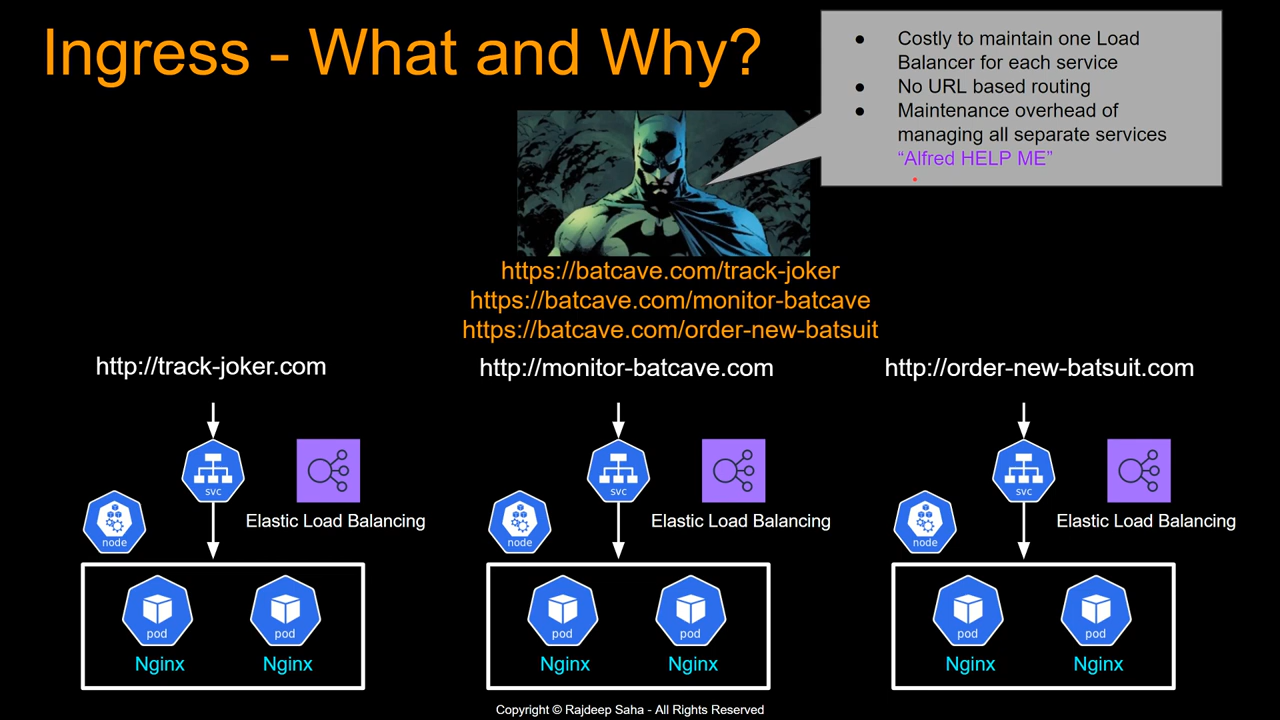 Ingress - What and Why?
● Costly to maintain one Load
Balancer for each service
● No URL based routing
● Maintenance overhead of
managing all separate services
“Alfred HELP ME”
https://batcave.com/track-joker
https://batcave.com/monitor-batcave
https://batcave.com/order-new-batsuit
http://track-joker.com
http://monitor-batcave.com
http://order-new-batsuit.com
svc
svc
svc
Elastic Load Balancing
Elastic Load Balancing
Elastic Load Balancing
node
node
node
pod
pod
pod
pod
pod
pod
Nginx
Nginx
Nginx
Nginx
Nginx
Nginx
Copyright © Rajdeep Saha - All Rights Reserved